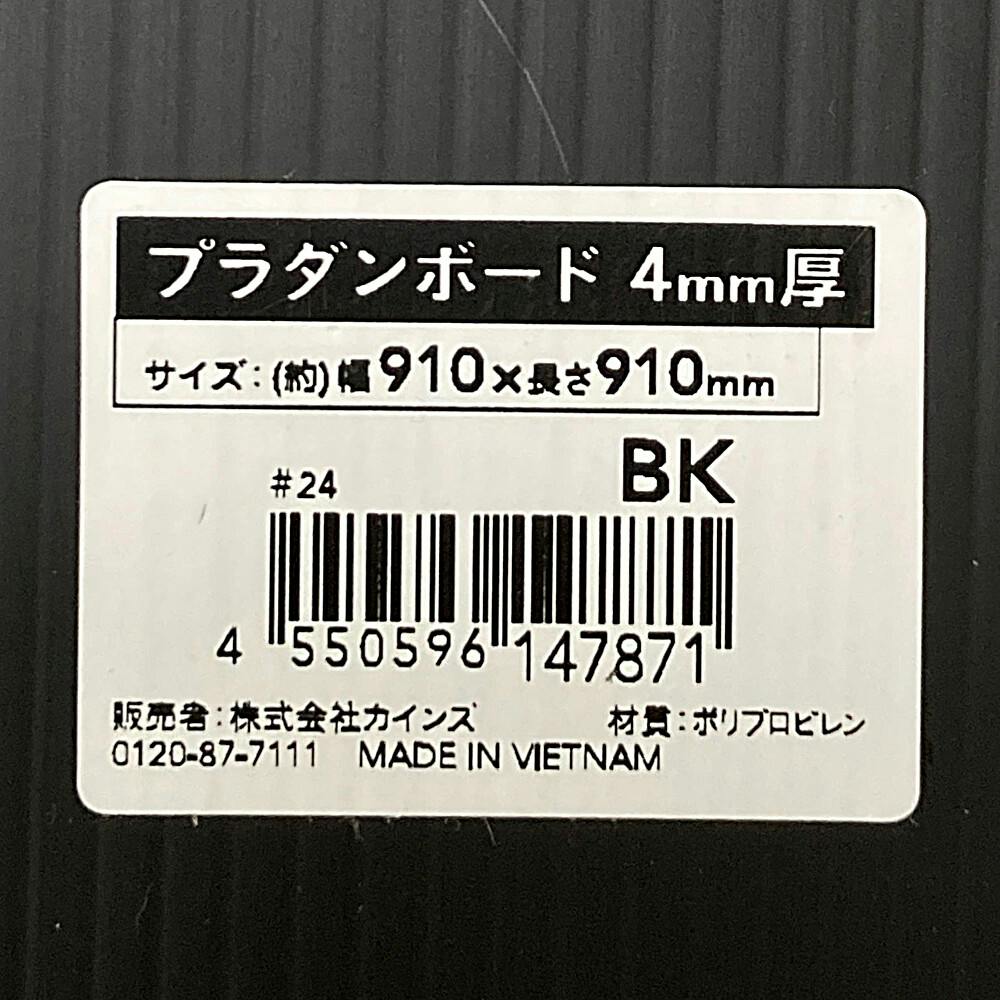 プラダンボード 4mm厚
サイズ:(約)幅910×長さ910mm
BK
#24
4 550596 147871
販売者:株式会社カインズ 材質:ポリプロピレン
0120-87-7111 MADE IN VIETNAM